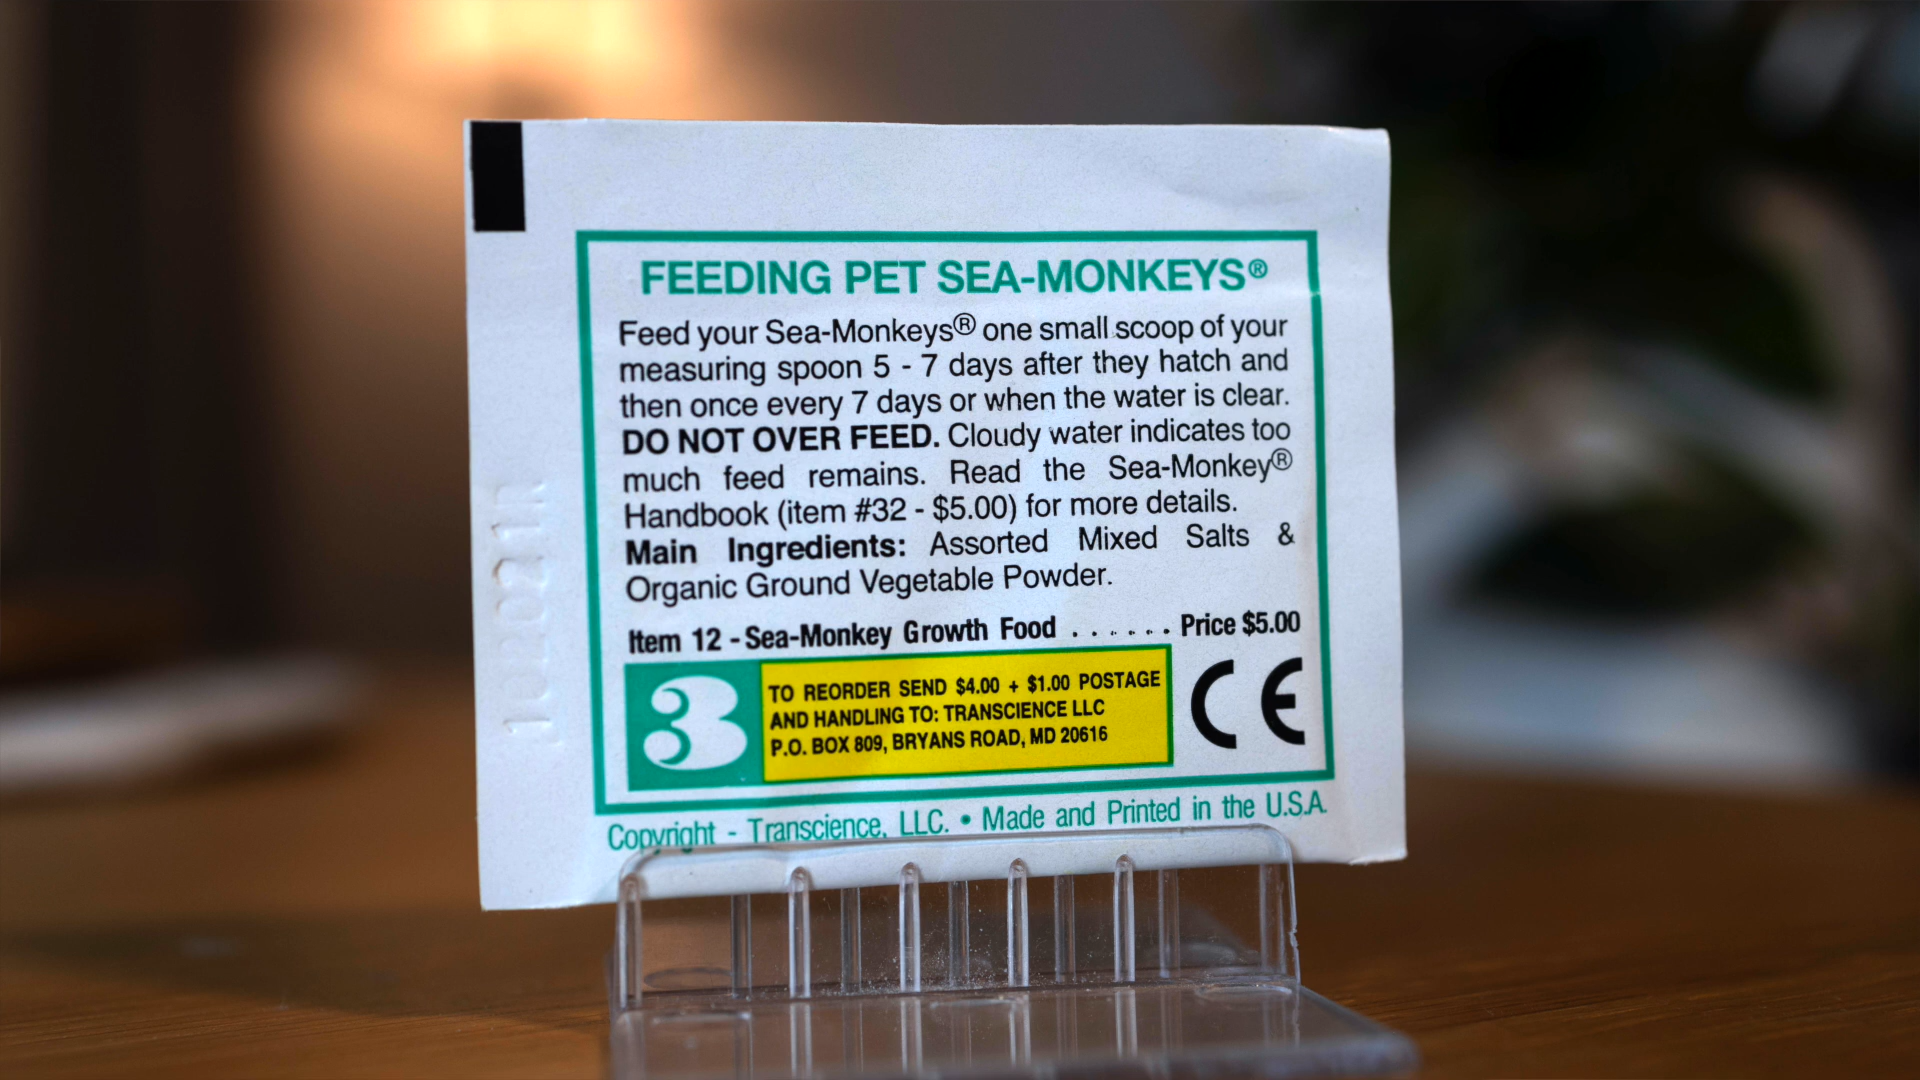 FEEDING PET SEA-MONKEYS®
Feed your Sea-Monkeys® one small scoop of your
measuring spoon 5 - 7 days after they hatch and
then once every 7 days or when the water is clear.
DO NOT OVER FEED. Cloudy water indicates too
much feed remains. Read the Sea-Monkey®
Handbook (item #32 - $5.00) for more details.
Main Ingredients: Assorted Mixed Salts &
Organic Ground Vegetable Powder.
Item 12 - Sea-Monkey Growth Food . . . . . . Price $5.00
3
TO REORDER SEND $4.00 + $1.00 POSTAGE
AND HANDLING TO: TRANSCIENCE LLC
P.O. BOX 809, BRYANS ROAD, MD 20616
CE
Copyright - Transcience, LLC. • Made and Printed in the U.S.A.